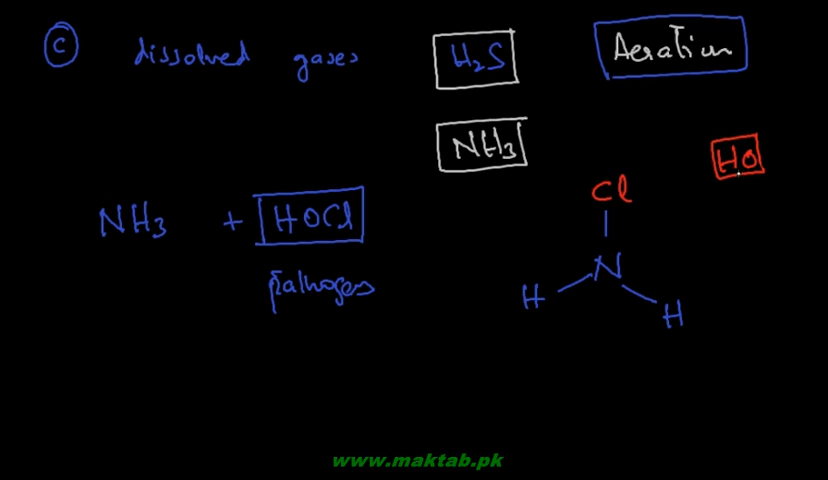 C dissolved gases H₂S Aeration
NH₃ HO
Cl
NH₃ + HOCl
N
H H
pathogens
www.maktab.pk